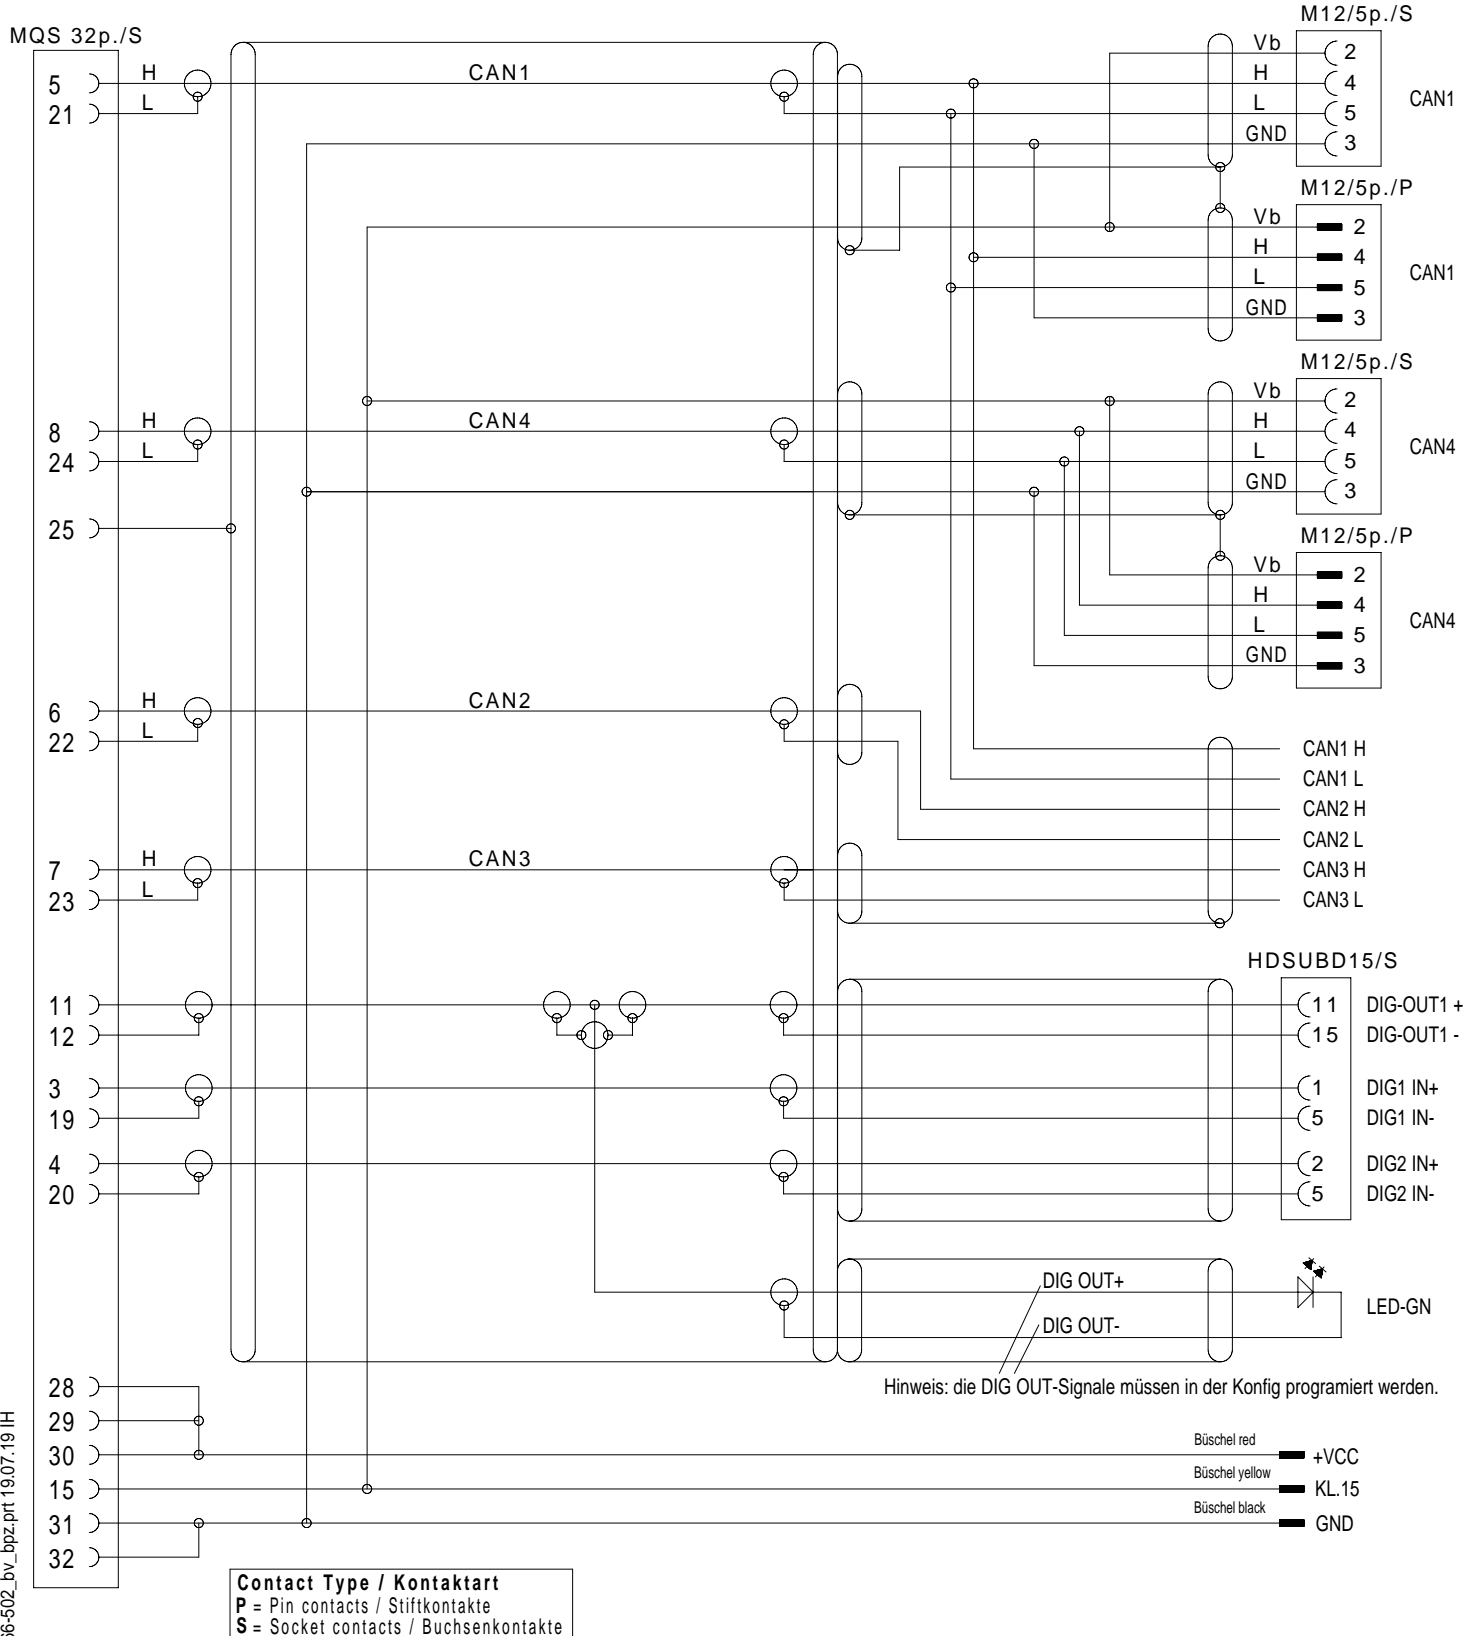 MQS 32p./S
5 H CAN1
21 L
8 H CAN4
24 L
25
6 H CAN2
22 L
7 H CAN3
23 L
11
12
3
19
4
20
28
29
30
15
31
32
M12/5p./S
Vb 2
H 4
L 5
GND 3
CAN1
M12/5p./P
Vb 2
H 4
L 5
GND 3
CAN1
M12/5p./S
Vb 2
H 4
L 5
GND 3
CAN4
M12/5p./P
Vb 2
H 4
L 5
GND 3
CAN4
CAN1 H
CAN1 L
CAN2 H
CAN2 L
CAN3 H
CAN3 L
HDSUBD15/S
11 DIG-OUT1 +
15 DIG-OUT1 -
1 DIG1 IN+
5 DIG1 IN-
2 DIG2 IN+
5 DIG2 IN-
DIG OUT+
DIG OUT-
LED-GN
Hinweis: die DIG OUT-Signale müssen in der Konfig programiert werden.
Büschel red +VCC
Büschel yellow KL.15
Büschel black GND
Contact Type / Kontaktart
P = Pin contacts / Stiftkontakte
S = Socket contacts / Buchsenkontakte
66-502_bv_bpz.prt 19.07.19 IH